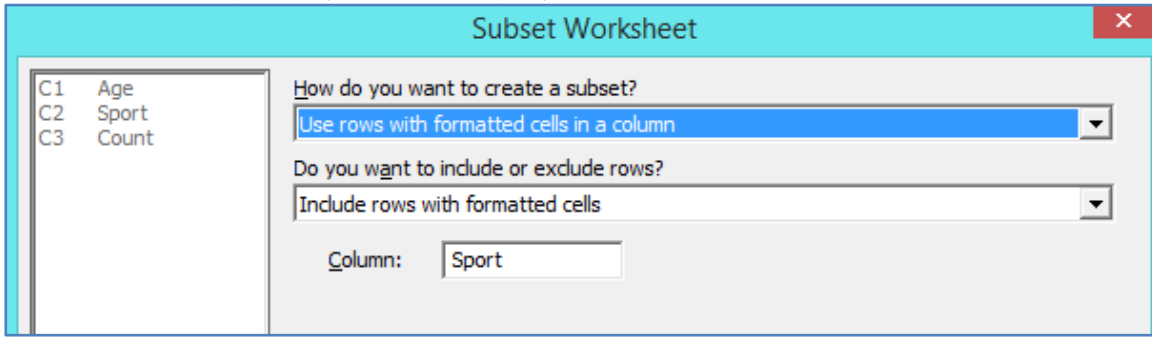 Subset Worksheet
C1 Age
C2 Sport
C3 Count
How do you want to create a subset?
Use rows with formatted cells in a column
Do you want to include or exclude rows?
Include rows with formatted cells
Column: Sport